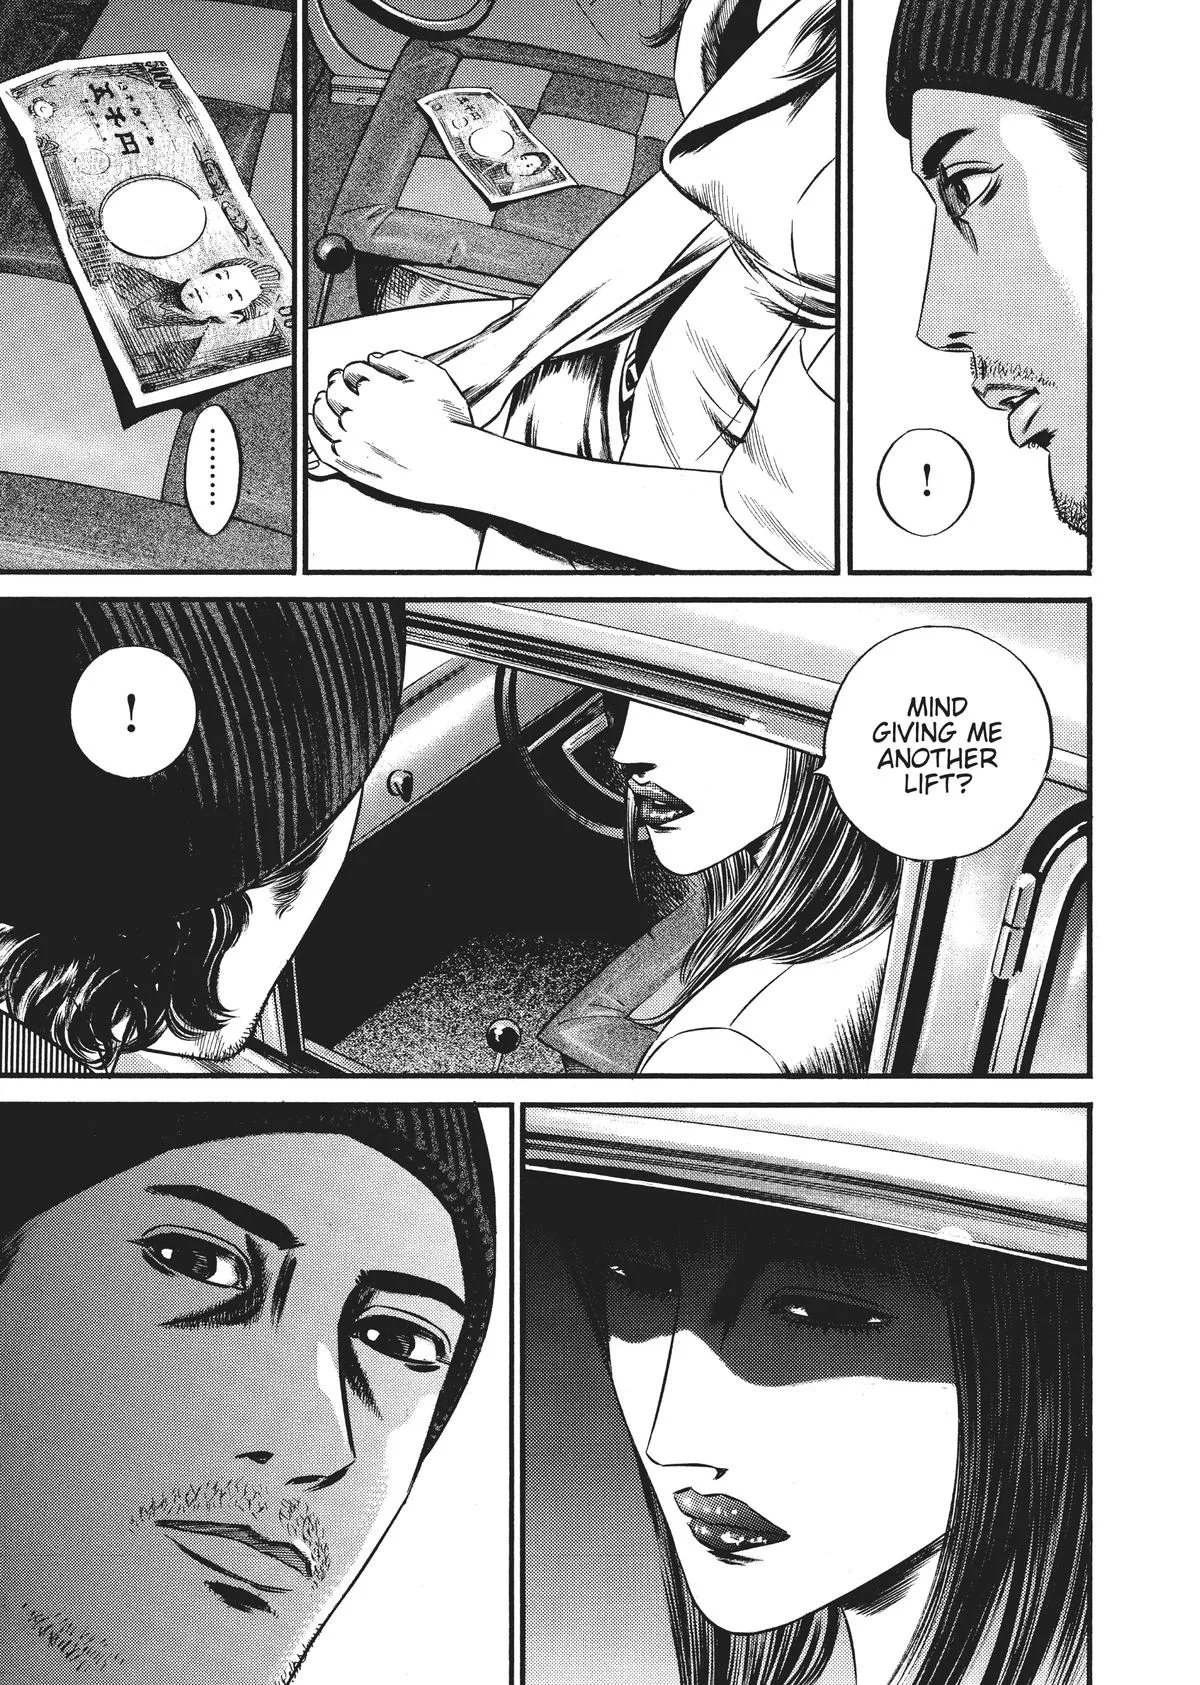 !
五千円
………
!
MIND
GIVING ME
ANOTHER
LIFT?